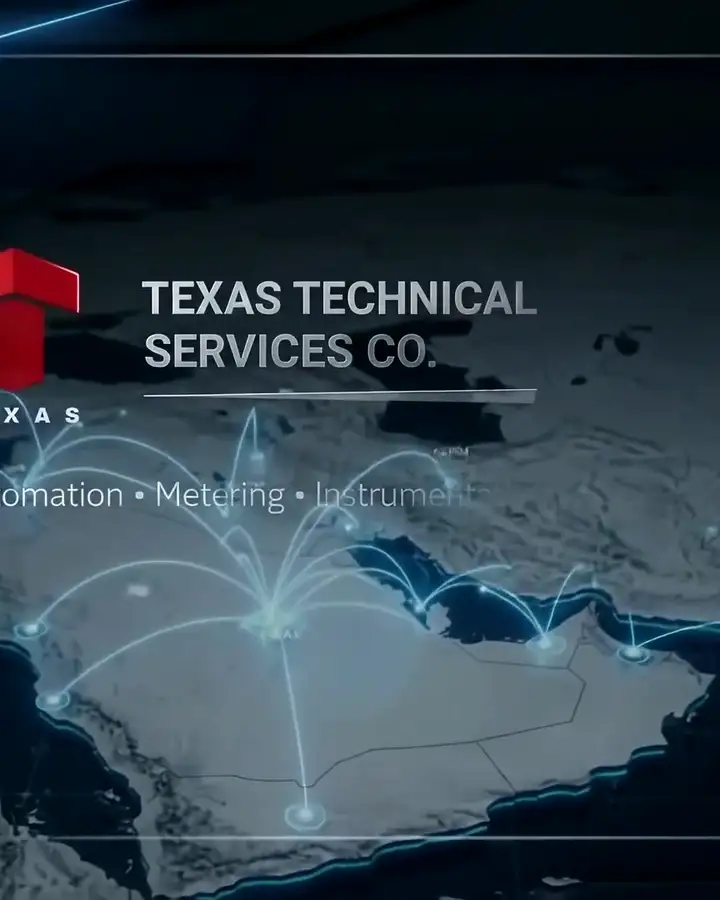 TEXAS TECHNICAL
SERVICES CO.
XAS
omation • Metering • Instrument